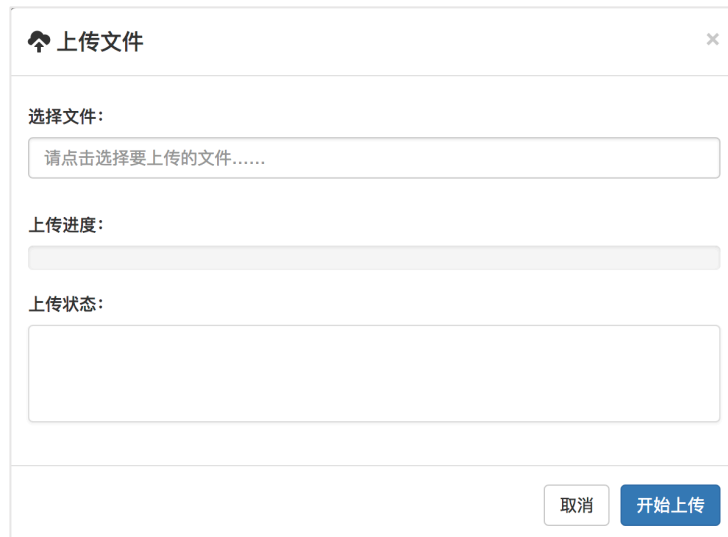 上传文件
×
选择文件：
请点击选择要上传的文件......
上传进度：
上传状态：
取消
开始上传